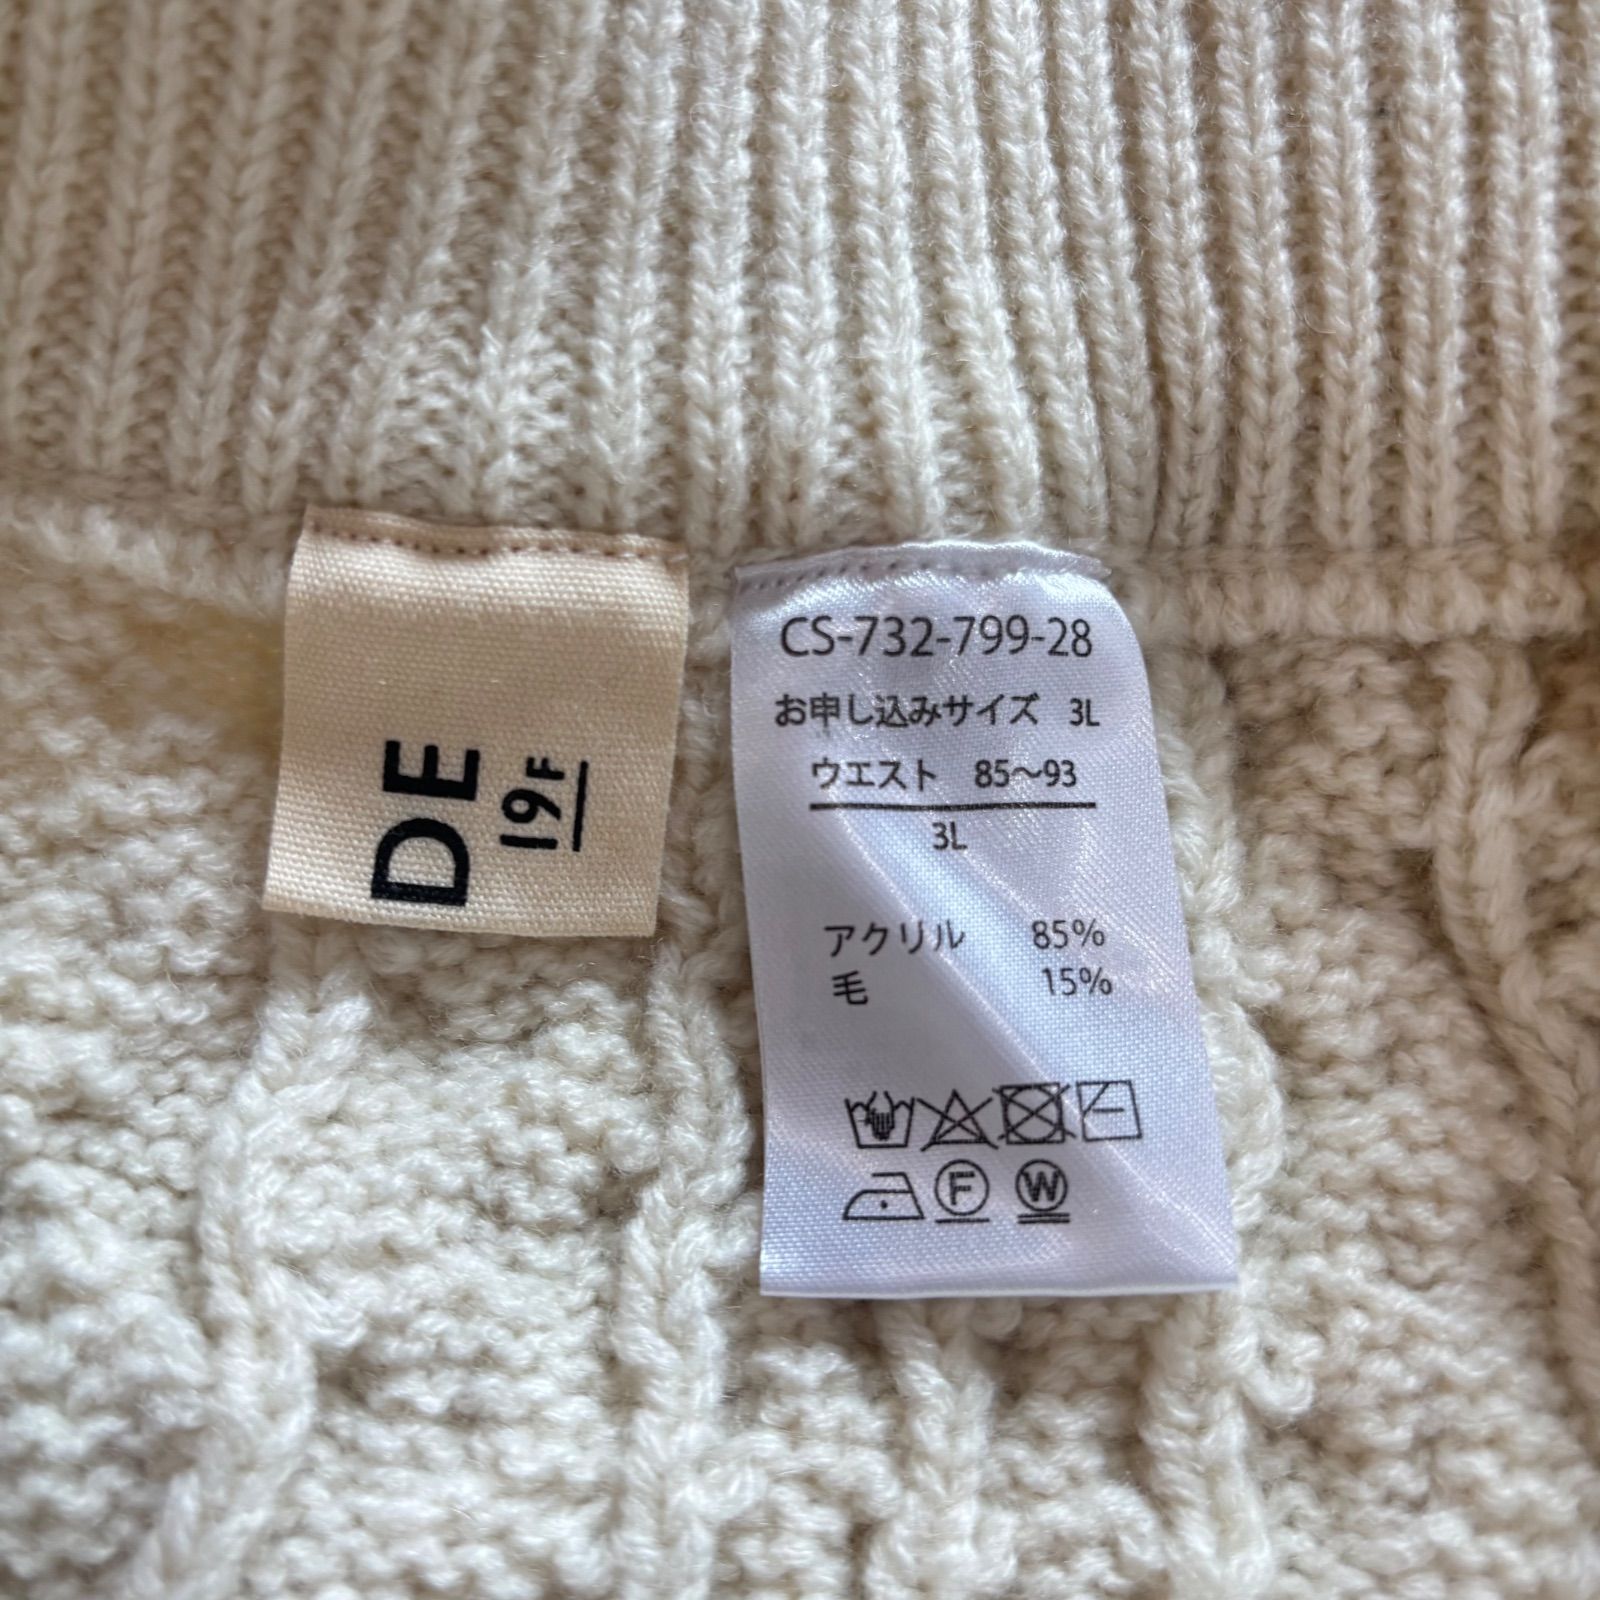 DE
19F
CS-732-799-28
お申し込みサイズ 3L
ウエスト 85～93
3L
アクリル 85%
毛 15%
F W